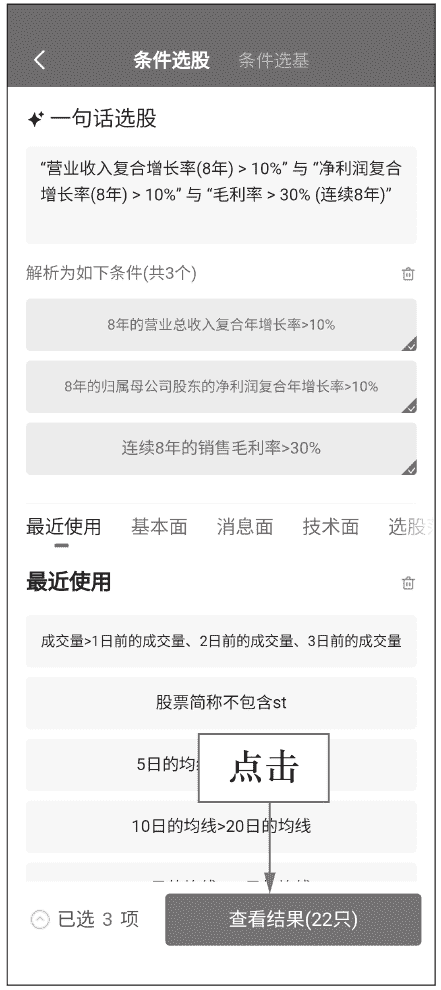 条件选股 条件选基
一句话选股
“营业收入复合增长率(8年) > 10%” 与 “净利润复合
增长率(8年) > 10%” 与 “毛利率 > 30% (连续8年)”
解析为如下条件(共3个)
8年的营业总收入复合年增长率>10%
8年的归属母公司股东的净利润复合年增长率>10%
连续8年的销售毛利率>30%
最近使用 基本面 消息面 技术面 选股
最近使用
成交量>1日前的成交量、2日前的成交量、3日前的成交量
股票简称不包含st
5日的均
点击
10日的均线>20日的均线
已选 3 项 查看结果(22只)